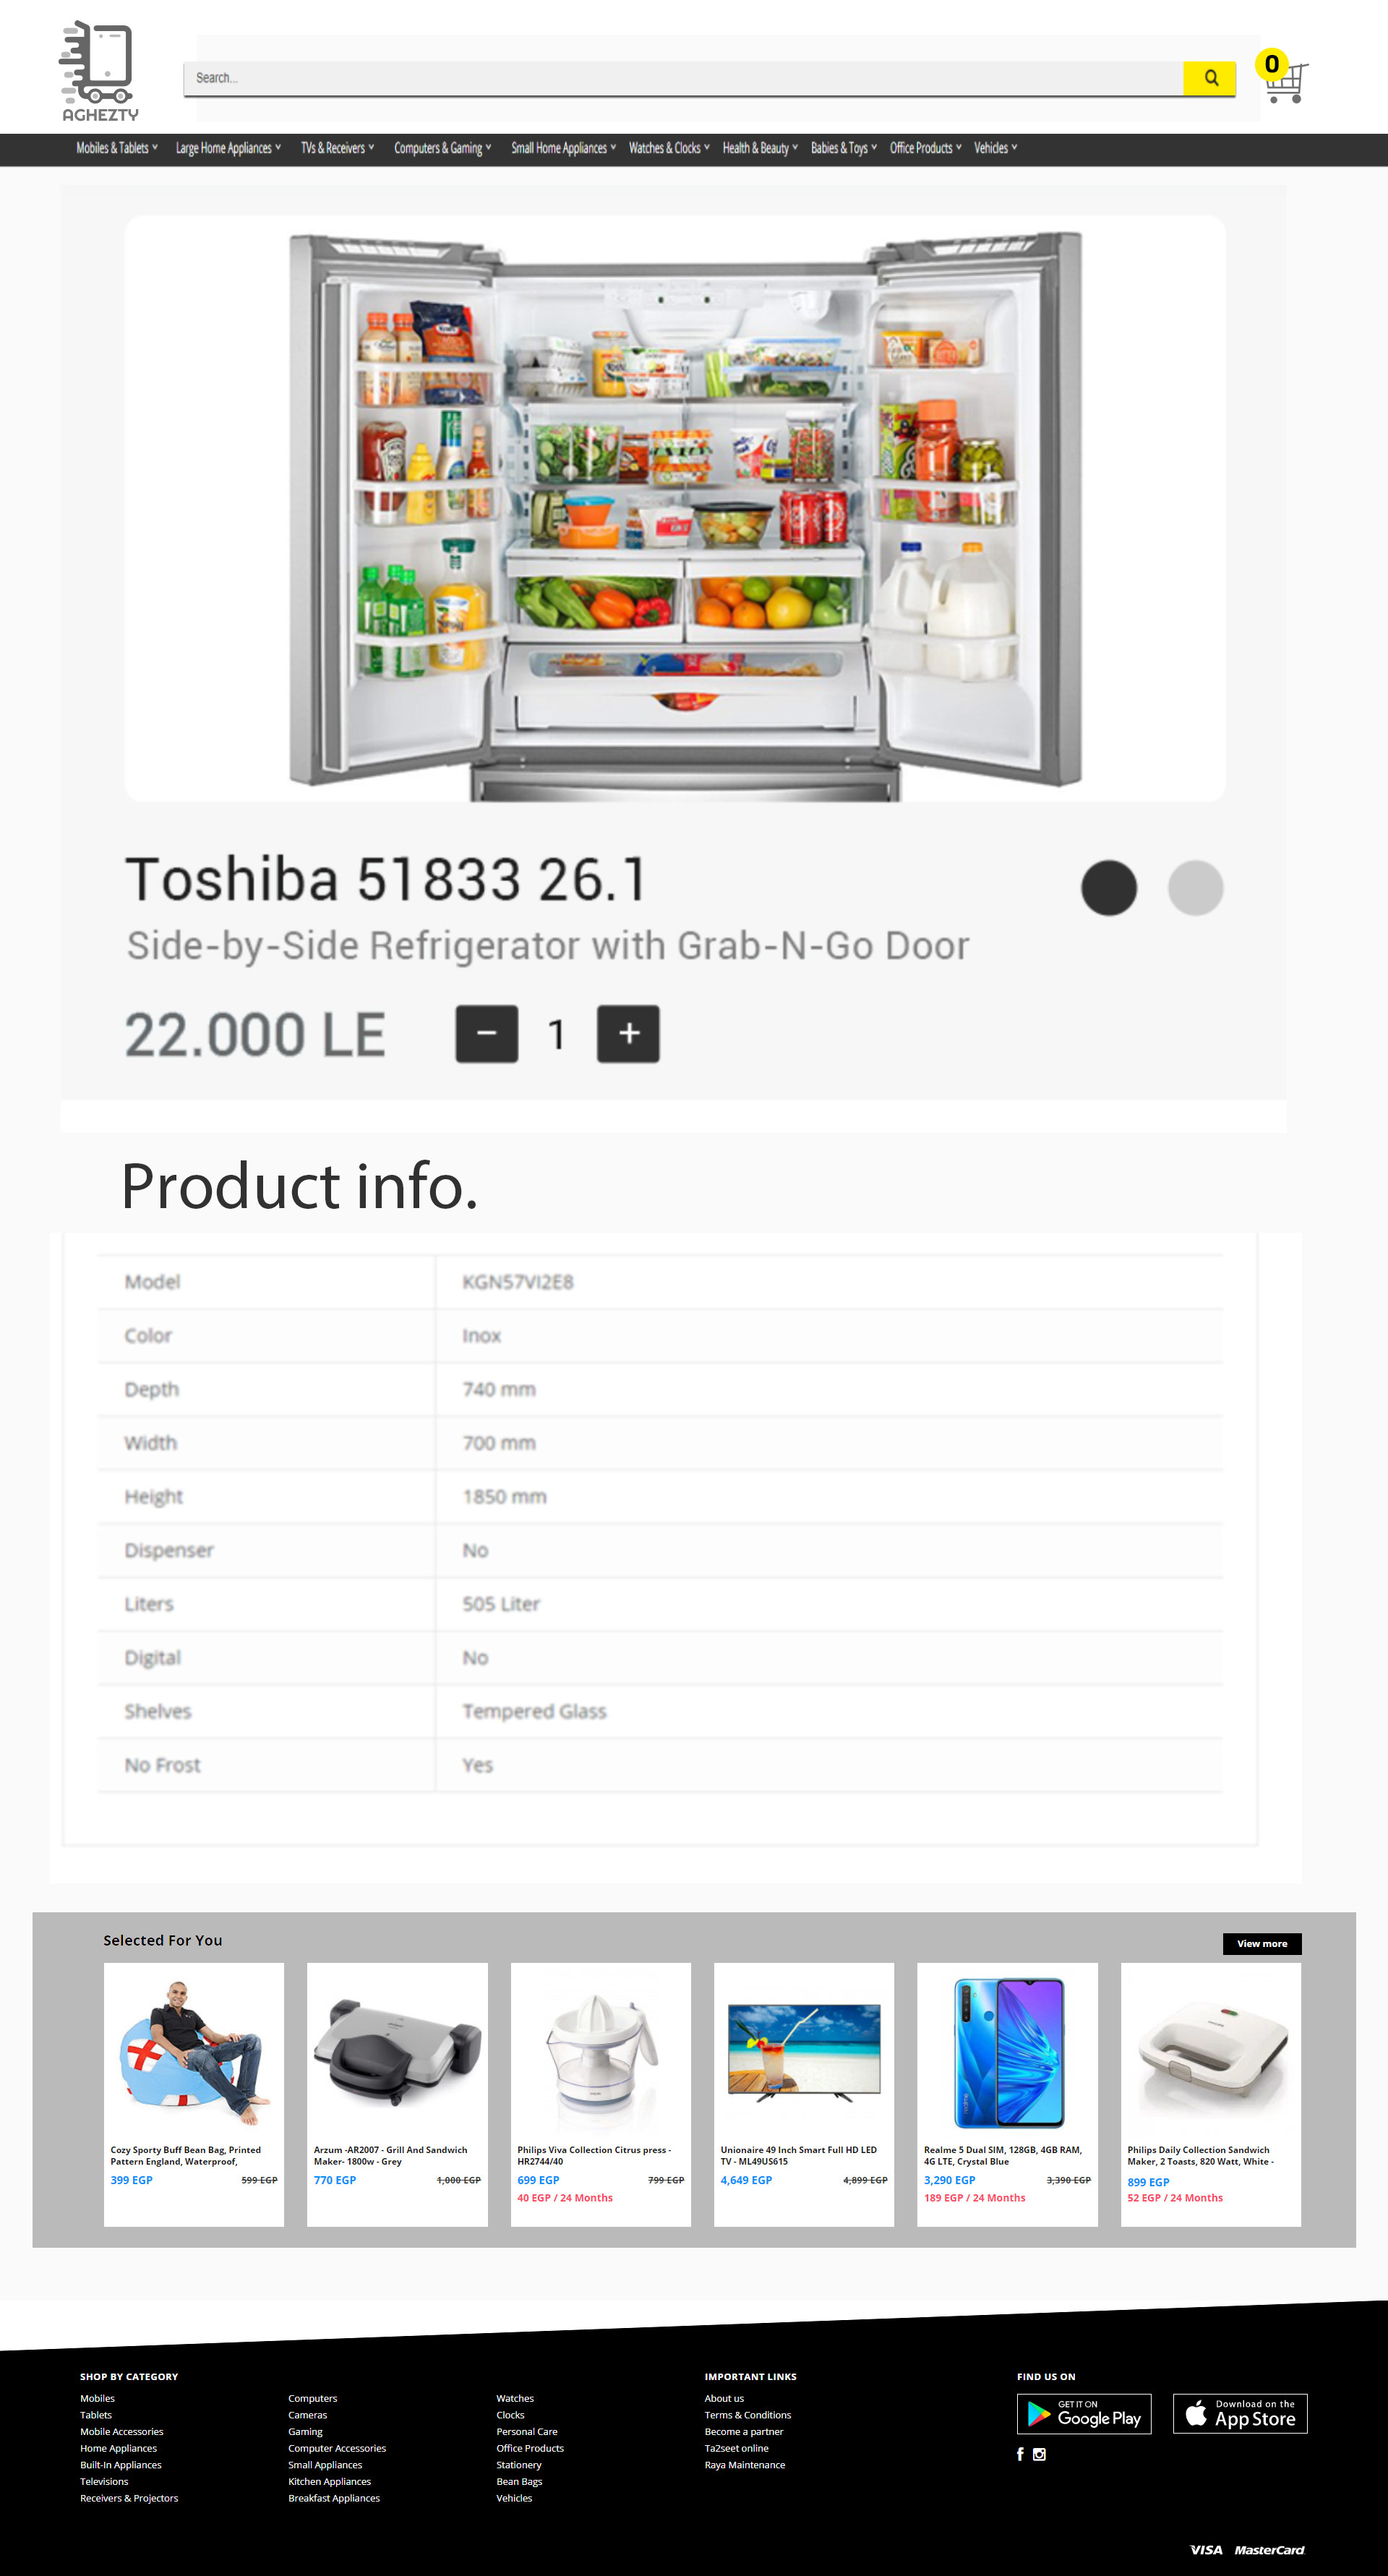 AGHEZTY
Search...
0
Mobiles & Tablets Large Home Appliances TVs & Receivers Computers & Gaming Small Home Appliances Watches & Clocks Health & Beauty Babies & Toys Office Products Vehicles
Toshiba 51833 26.1
Side-by-Side Refrigerator with Grab-N-Go Door
22.000 LE − 1 +
Product info.
Model KGN57VI2E8
Color Inox
Depth 740 mm
Width 700 mm
Height 1850 mm
Dispenser No
Liters 505 Liter
Digital No
Shelves Tempered Glass
No Frost Yes
Selected For You
View more
Cozy Sporty Buff Bean Bag, Printed
Pattern England, Waterproof,
399 EGP 599 EGP
Arzum -AR2007 - Grill And Sandwich
Maker- 1800w - Grey
770 EGP 1,000 EGP
Philips Viva Collection Citrus press -
HR2744/40
699 EGP 799 EGP
40 EGP / 24 Months
Unionaire 49 Inch Smart Full HD LED
TV - ML49US615
4,649 EGP 4,899 EGP
Realme 5 Dual SIM, 128GB, 4GB RAM,
4G LTE, Crystal Blue
3,290 EGP 3,390 EGP
189 EGP / 24 Months
Philips Daily Collection Sandwich
Maker, 2 Toasts, 820 Watt, White -
899 EGP
52 EGP / 24 Months
SHOP BY CATEGORY
Mobiles
Tablets
Mobile Accessories
Home Appliances
Built-In Appliances
Televisions
Receivers & Projectors
Computers
Cameras
Gaming
Computer Accessories
Small Appliances
Kitchen Appliances
Breakfast Appliances
Watches
Clocks
Personal Care
Office Products
Stationery
Bean Bags
Vehicles
IMPORTANT LINKS
About us
Terms & Conditions
Become a partner
Ta2seet online
Raya Maintenance
FIND US ON
GET IT ON
Google Play
Download on the
App Store
VISA MasterCard